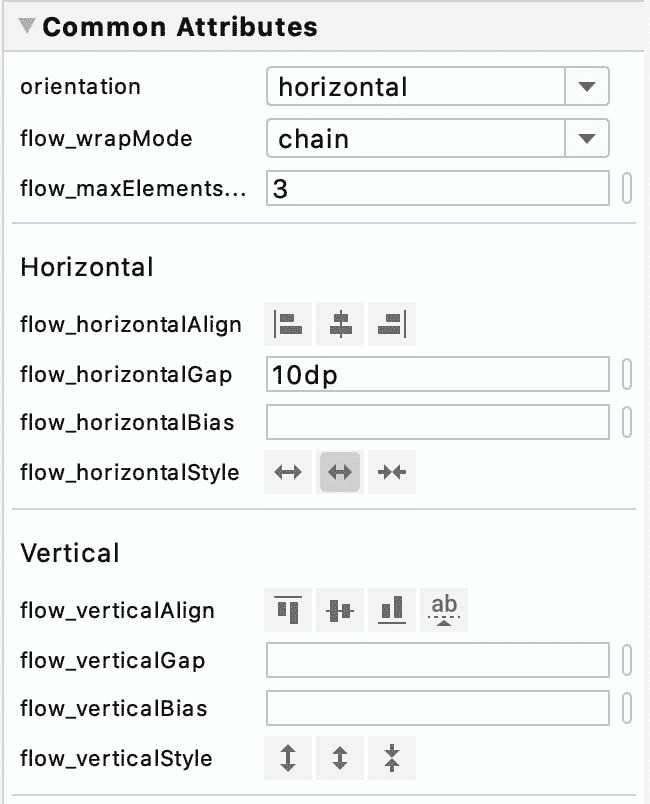 Common Attributes
orientation horizontal
flow_wrapMode chain
flow_maxElements... 3
Horizontal
flow_horizontalAlign
flow_horizontalGap 10dp
flow_horizontalBias
flow_horizontalStyle
Vertical
flow_verticalAlign ab
flow_verticalGap
flow_verticalBias
flow_verticalStyle